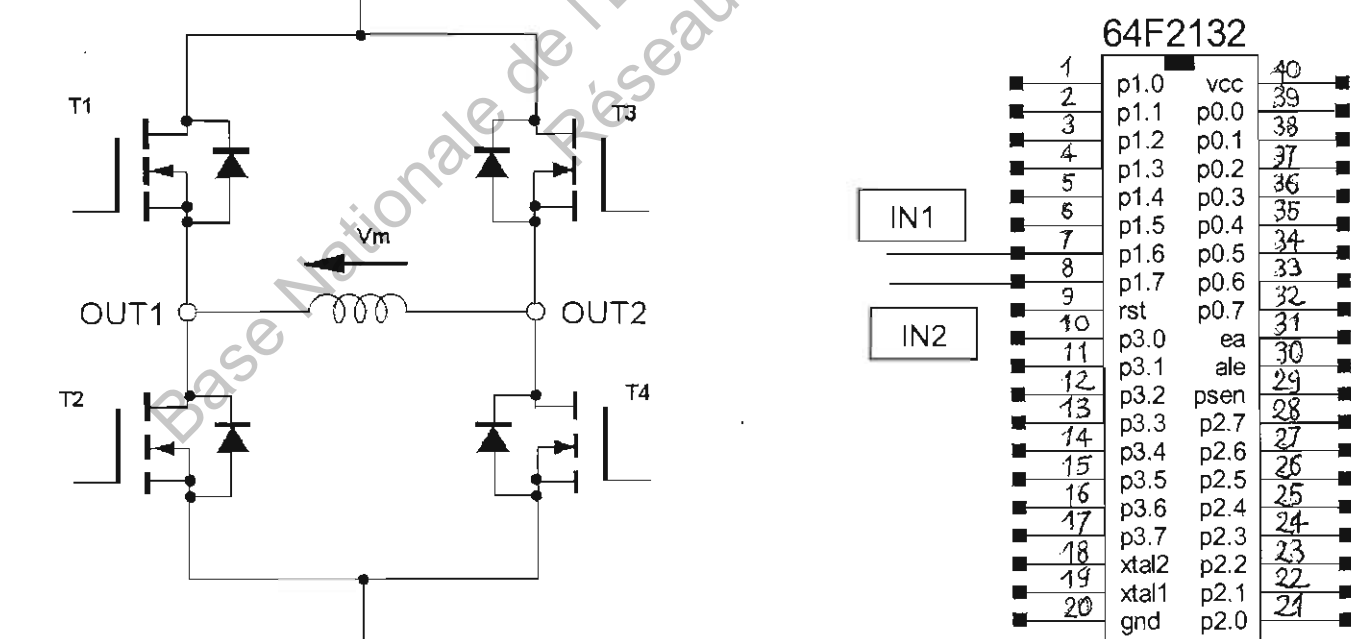 Base Nationale de l'
Réseau
T1
T3
Vm
OUT1
OUT2
T2
T4
IN1
IN2
64F2132
1 p1.0 vcc 40
2 p1.1 p0.0 39
3 p1.2 p0.1 38
4 p1.3 p0.2 37
5 p1.4 p0.3 36
6 p1.5 p0.4 35
7 p1.6 p0.5 34
8 p1.7 p0.6 33
9 rst p0.7 32
10 p3.0 ea 31
11 p3.1 ale 30
12 p3.2 psen 29
13 p3.3 p2.7 28
14 p3.4 p2.6 27
15 p3.5 p2.5 26
16 p3.6 p2.4 25
17 p3.7 p2.3 24
18 xtal2 p2.2 23
19 xtal1 p2.1 22
20 gnd p2.0 21